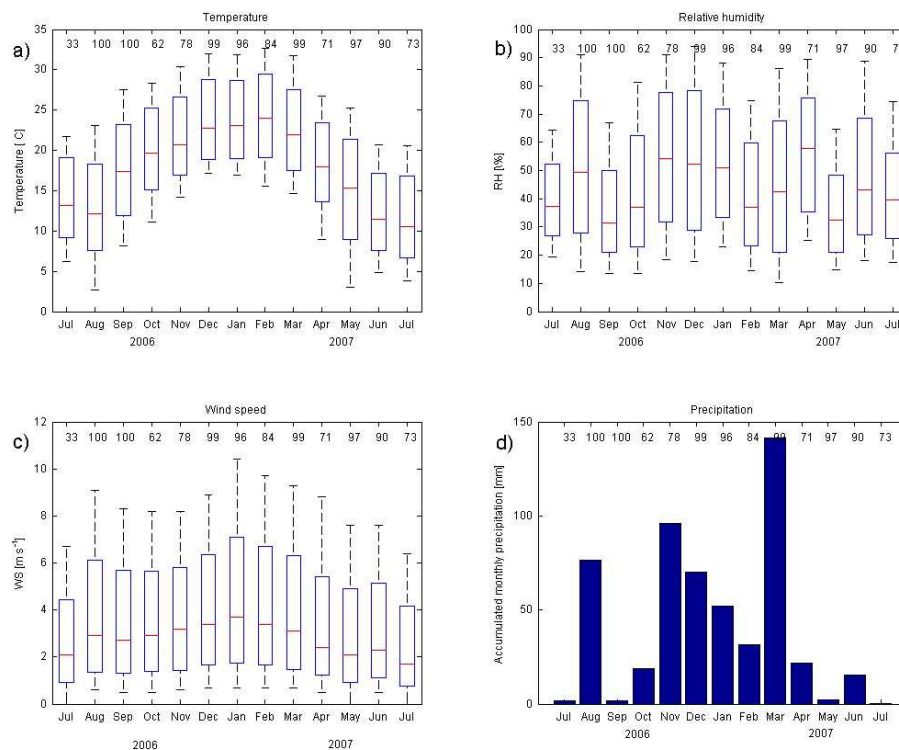 Temperature
a)
33 100 100 62 78 99 96 84 99 71 97 90 73
35
30
25
20
15
10
5
0
Temperature [ C]
Jul Aug Sep Oct Nov Dec Jan Feb Mar Apr May Jun Jul
2006 2007
Relative humidity
b)
33 100 100 62 78 99 96 84 99 71 97 90 7
100
90
80
70
60
50
40
30
20
10
0
RH [\%]
Jul Aug Sep Oct Nov Dec Jan Feb Mar Apr May Jun Jul
2006 2007
Wind speed
c)
33 100 100 62 78 99 96 84 99 71 97 90 73
12
10
8
6
4
2
0
WS [m s⁻¹]
Jul Aug Sep Oct Nov Dec Jan Feb Mar Apr May Jun Jul
2006 2007
Precipitation
d)
33 100 100 62 78 99 96 84 99 71 97 90 73
150
100
50
0
Accumulated monthly precipitation [mm]
Jul Aug Sep Oct Nov Dec Jan Feb Mar Apr May Jun Jul
2006 2007